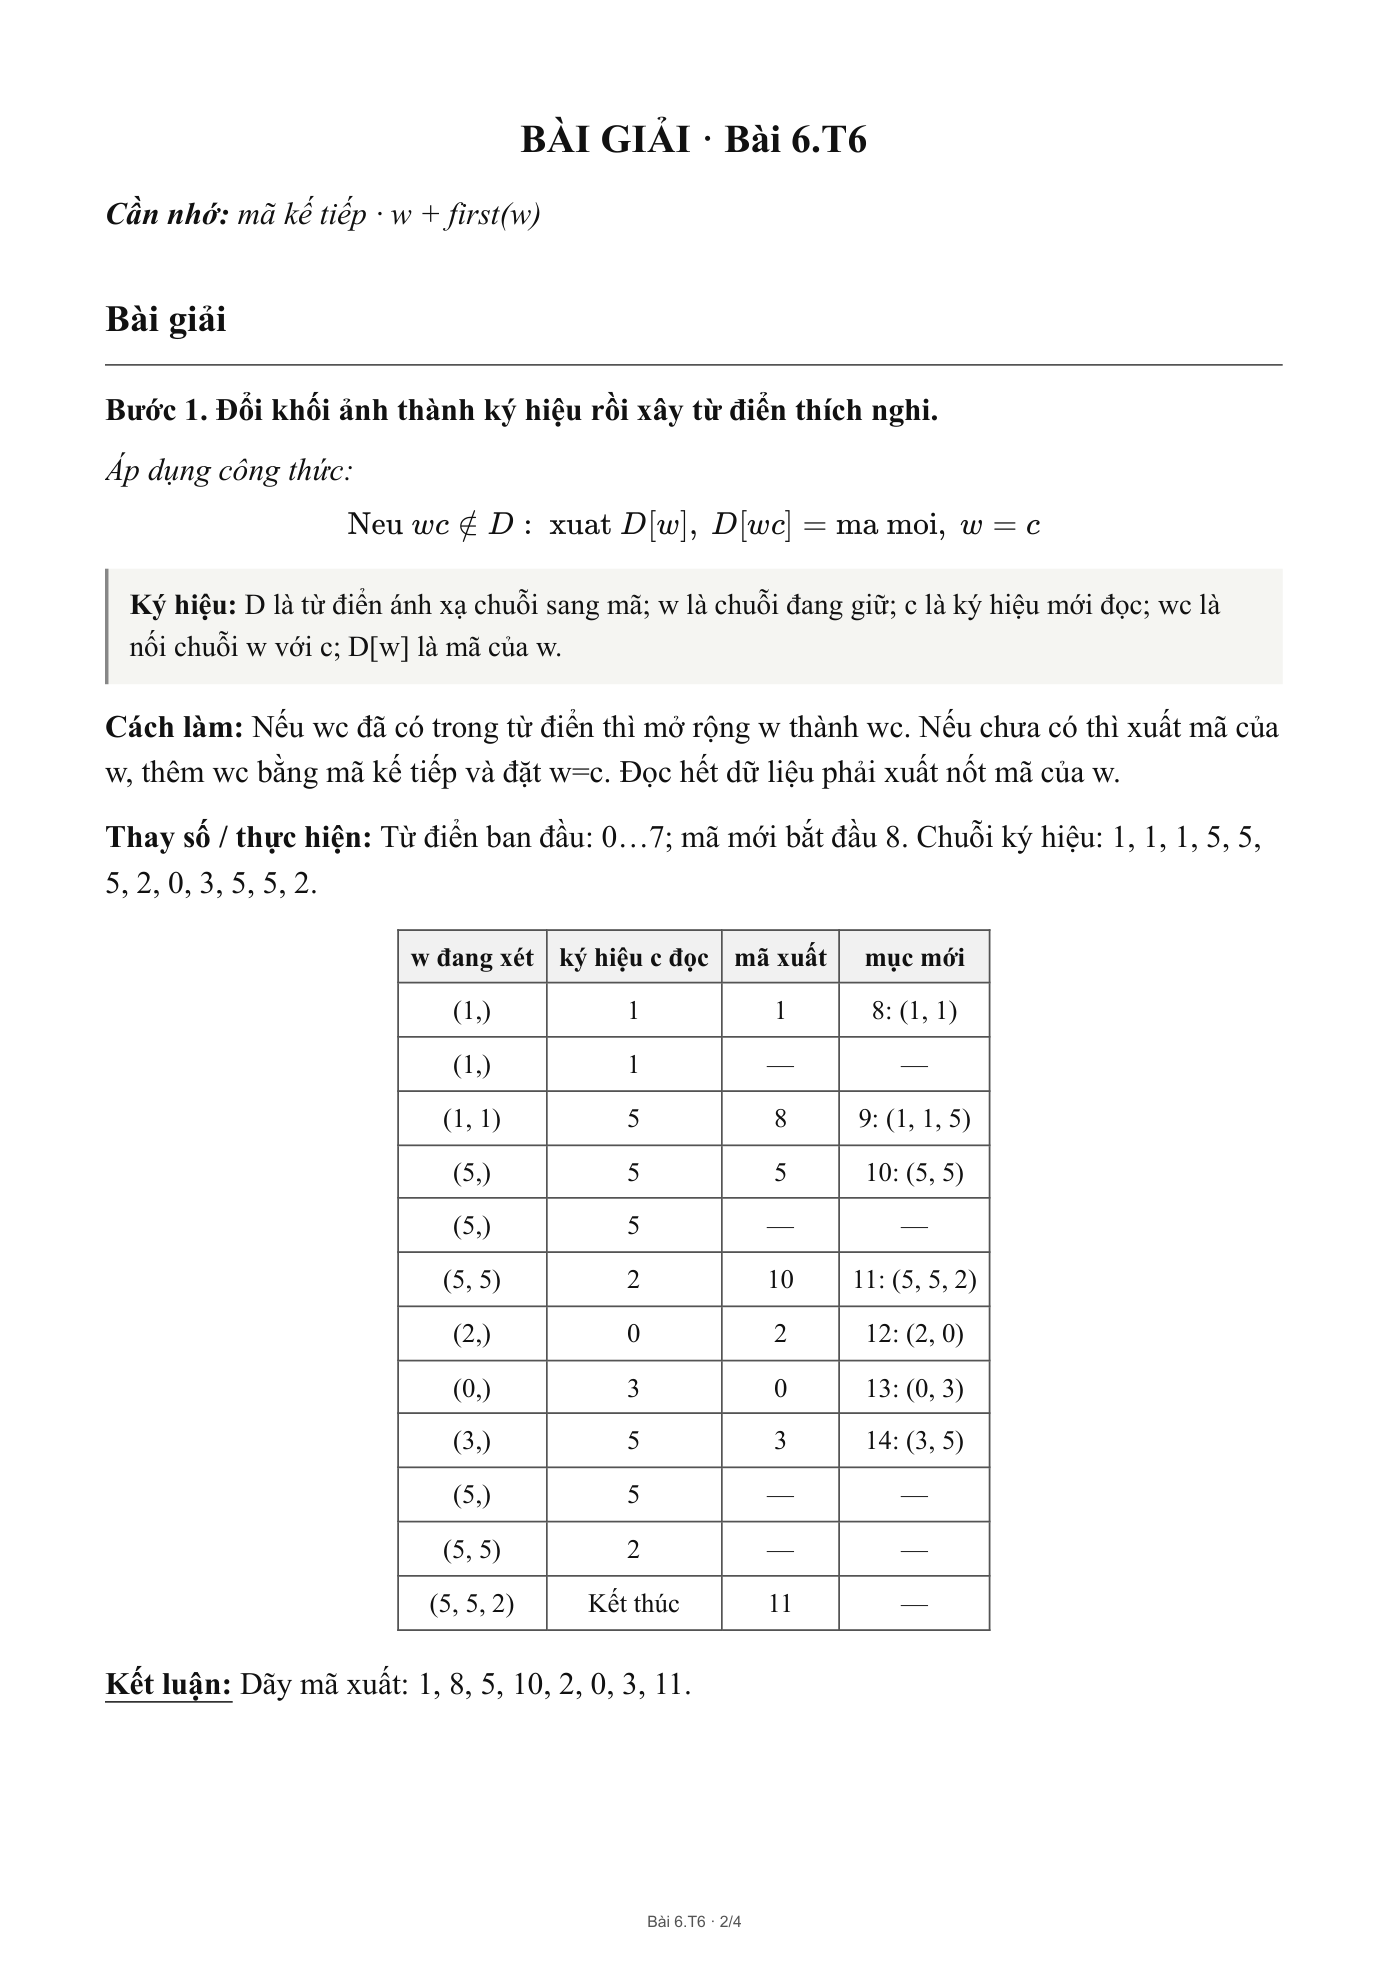 BÀI GIẢI · Bài 6.T6
Cần nhớ: mã kế tiếp · w + first(w)
Bài giải
Bước 1. Đổi khối ảnh thành ký hiệu rồi xây từ điển thích nghi.
Áp dụng công thức:
Neu wc ∉ D : xuat D[w], D[wc] = ma moi, w = c
Ký hiệu: D là từ điển ánh xạ chuỗi sang mã; w là chuỗi đang giữ; c là ký hiệu mới đọc; wc là
nối chuỗi w với c; D[w] là mã của w.
Cách làm: Nếu wc đã có trong từ điển thì mở rộng w thành wc. Nếu chưa có thì xuất mã của
w, thêm wc bằng mã kế tiếp và đặt w=c. Đọc hết dữ liệu phải xuất nốt mã của w.
Thay số / thực hiện: Từ điển ban đầu: 0…7; mã mới bắt đầu 8. Chuỗi ký hiệu: 1, 1, 1, 5, 5,
5, 2, 0, 3, 5, 5, 2.
w đang xét ký hiệu c đọc mã xuất mục mới
(1,) 1 1 8: (1, 1)
(1,) 1 — —
(1, 1) 5 8 9: (1, 1, 5)
(5,) 5 5 10: (5, 5)
(5,) 5 — —
(5, 5) 2 10 11: (5, 5, 2)
(2,) 0 2 12: (2, 0)
(0,) 3 0 13: (0, 3)
(3,) 5 3 14: (3, 5)
(5,) 5 — —
(5, 5) 2 — —
(5, 5, 2) Kết thúc 11 —
Kết luận: Dãy mã xuất: 1, 8, 5, 10, 2, 0, 3, 11.
Bài 6.T6 · 2/4